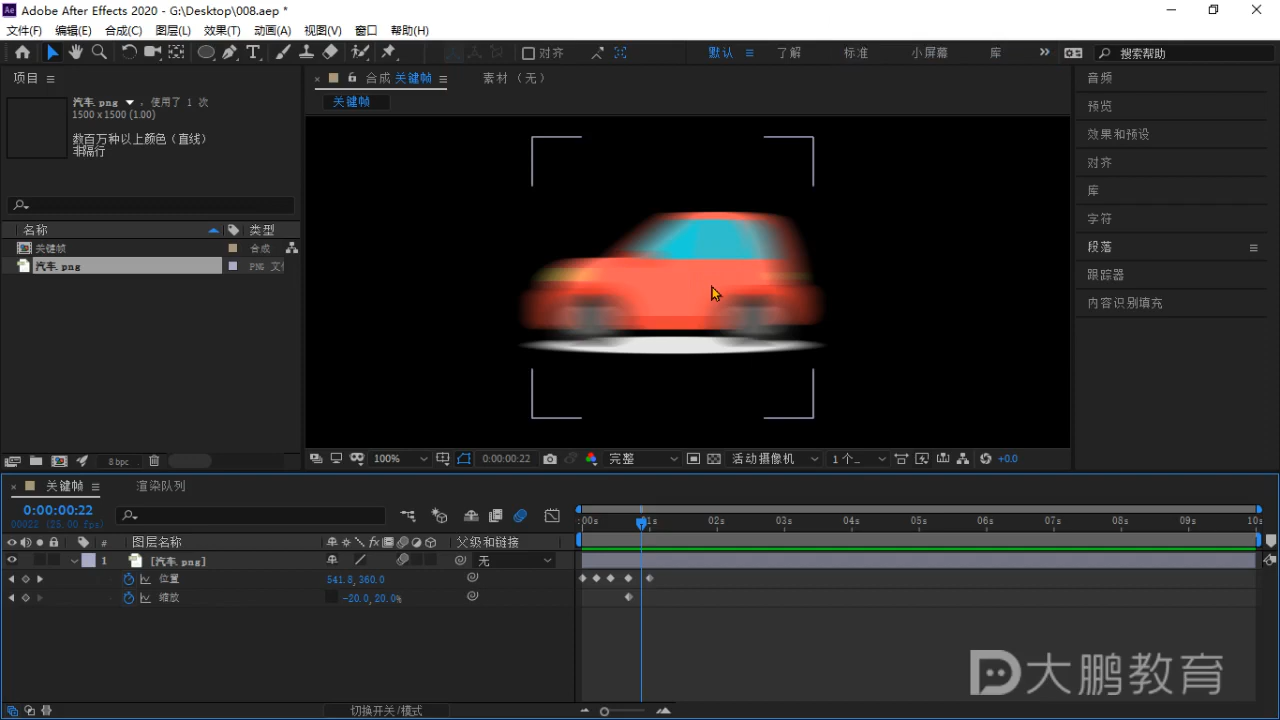 Ae Adobe After Effects 2020 - G:\Desktop\008.aep *
文件(F) 编辑(E) 合成(C) 图层(L) 效果(T) 动画(A) 视图(V) 窗口 帮助(H)
对齐 默认 了解 标准 小屏幕 库 搜索帮助
项目 合成 关键帧 素材（无） 音频
汽车.png ，使用了 1 次 关键帧 预览
1500 x 1500 (1.00)
效果和预设
数百万种以上颜色（直线）
非隔行
对齐
库
字符
名称 类型
关键帧 合成 段落
汽车.png PNG 文
跟踪器
内容识别填充
8 bpc 100% 0:00:00:22 完整 活动摄像机 1 个... +0.0
关键帧 渲染队列
0:00:00:22
00022 (25.00 fps) :00s 01s 02s 03s 04s 05s 06s 07s 08s 09s 10s
# 图层名称 fx 父级和链接
1 [汽车.png] 无
位置 541.8,360.0
缩放 -20.0,20.0%
大鹏教育
切换开关/模式